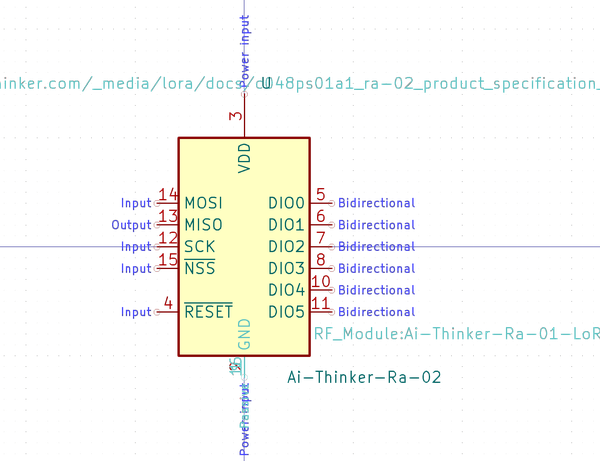 Power input
hinker.com/_media/lora/docs/c048ps01a1_ra-02_product_specification_
U
3
VDD
Input 14 MOSI DIO0 5 Bidirectional
Output 13 MISO DIO1 6 Bidirectional
Input 12 SCK DIO2 7 Bidirectional
Input 15 NSS DIO3 8 Bidirectional
DIO4 10 Bidirectional
Input 4 RESET DIO5 11 Bidirectional
GND
RF_Module:Ai-Thinker-Ra-01-LoR
Ai-Thinker-Ra-02
Power input